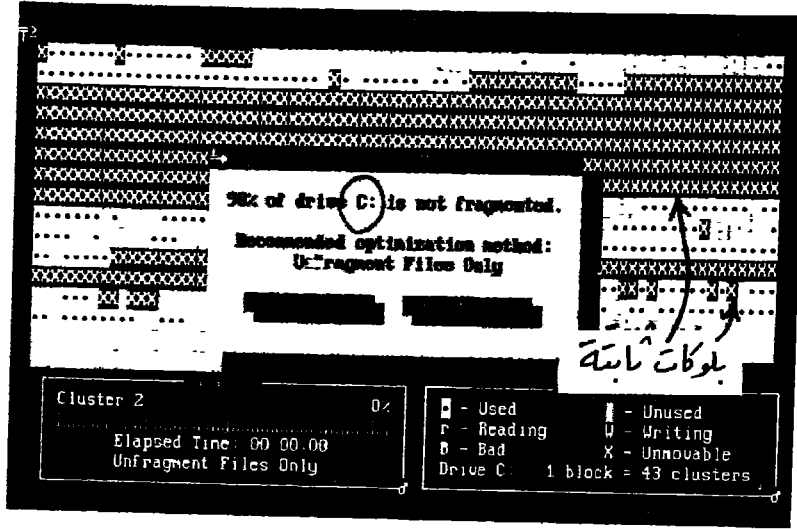 98% of drive C: is not fragmented.
Recommended optimization method:
Unfragment Files Only
بلوكات ثابتة
Cluster 2 0%
Elapsed Time: 00 00.00
Unfragment Files Only
- Used - Unused
r - Reading W - Writing
B - Bad X - Unmovable
Drive C: 1 block = 43 clusters